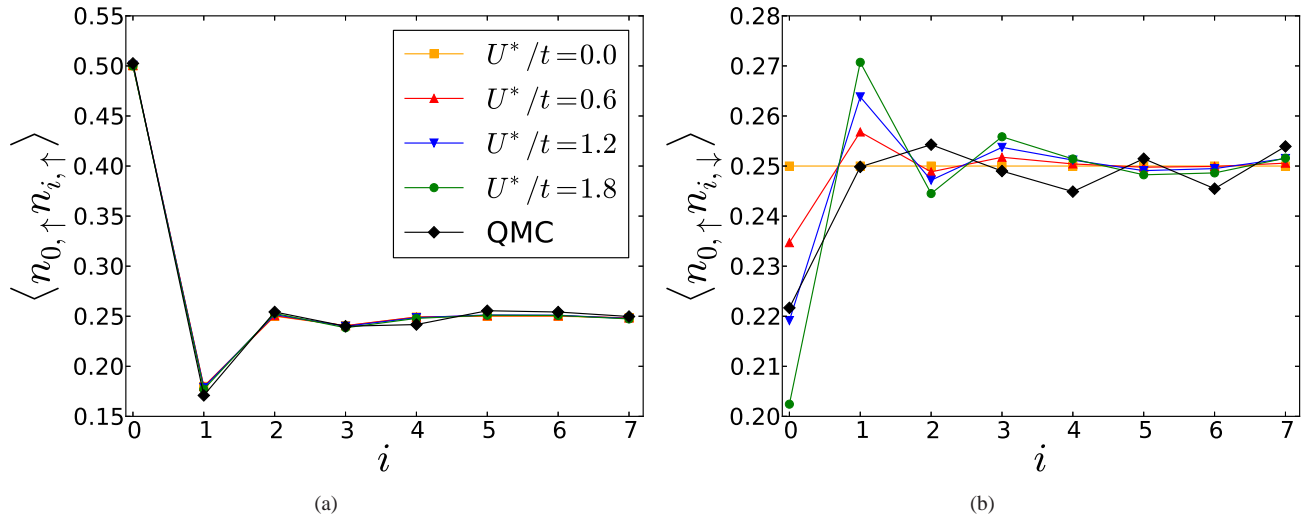 0.55
0.50
0.45
0.40
0.35
0.30
0.25
0.20
0.15
0 1 2 3 4 5 6 7
i
⟨n0,↑ ni,↑⟩
U*/t=0.0
U*/t=0.6
U*/t=1.2
U*/t=1.8
QMC
(a)
0.28
0.27
0.26
0.25
0.24
0.23
0.22
0.21
0.20
0 1 2 3 4 5 6 7
i
⟨n0,↑ ni,↓⟩
(b)